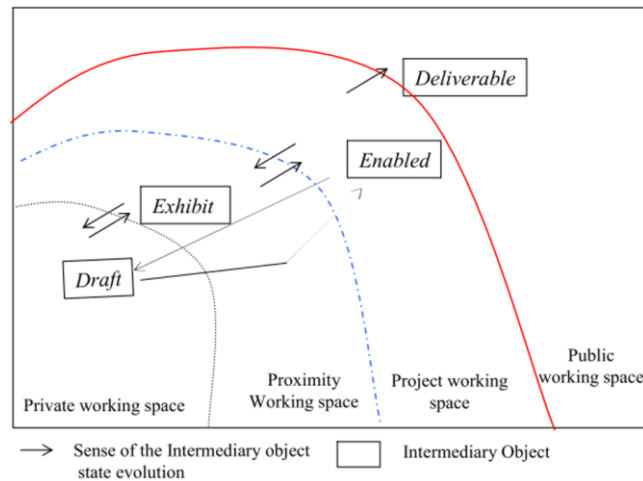 Deliverable
Enabled
Exhibit
Draft
Public
working space
Proximity
Working space
Project working
space
Private working space
Sense of the Intermediary object
state evolution
Intermediary Object